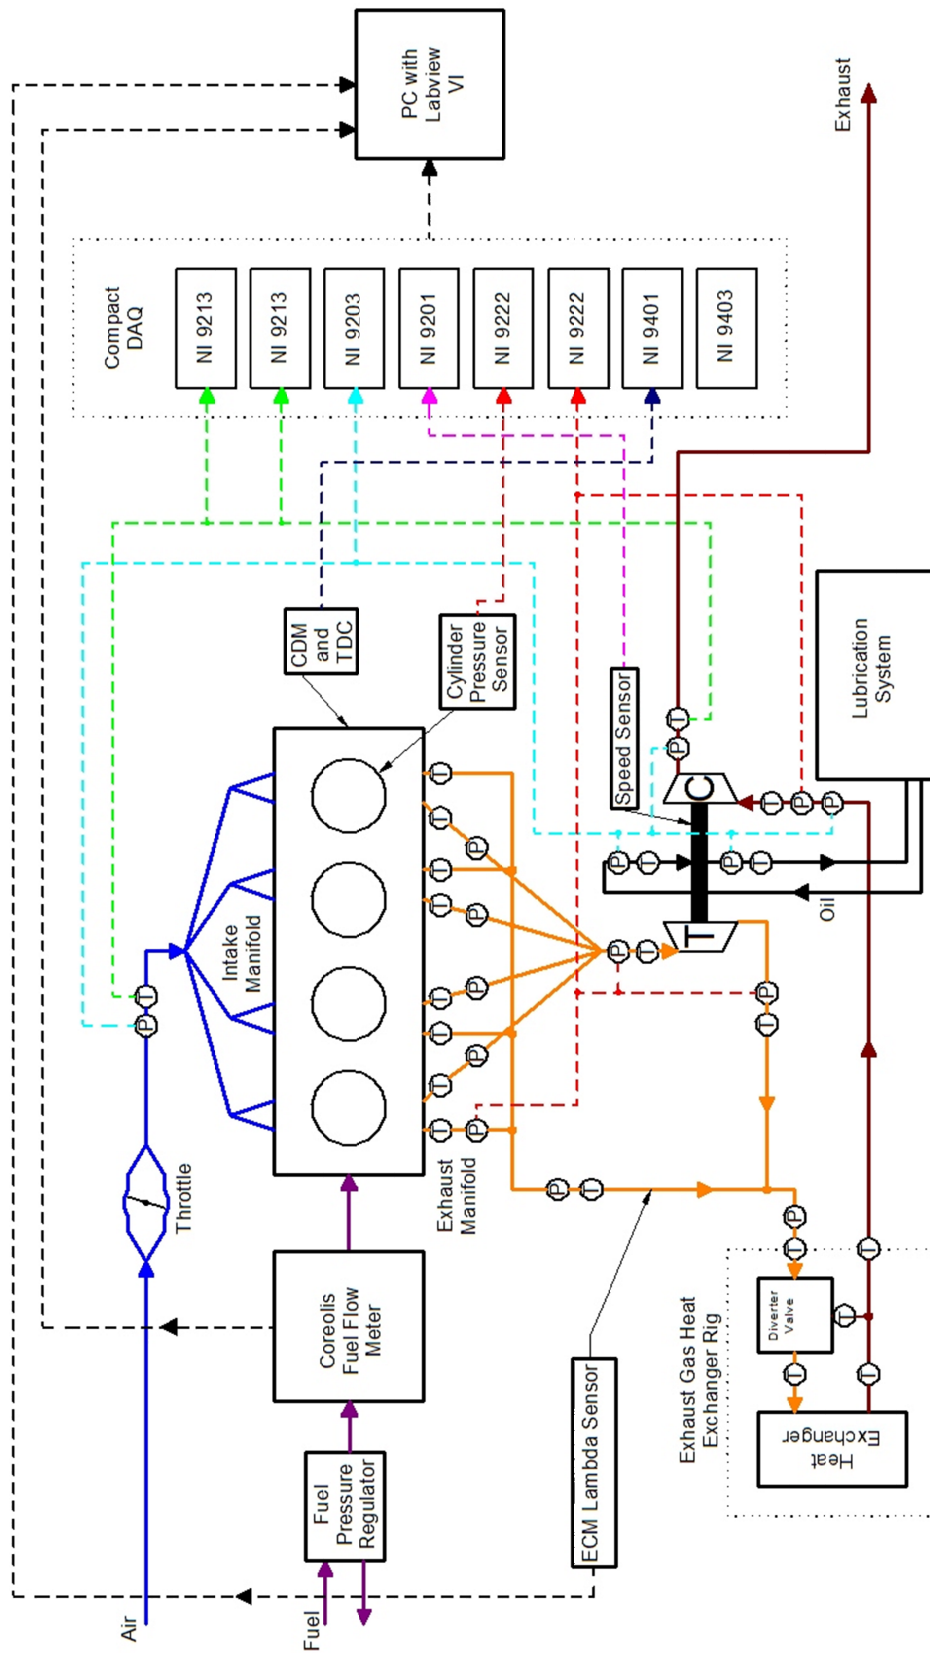 Air
Throttle
P
T
Intake
Manifold
Fuel
Fuel
Pressure
Regulator
Coreolis
Fuel Flow
Meter
CDM
and
TDC
Cylinder
Pressure
Sensor
Compact
DAQ
NI 9213
NI 9213
NI 9203
NI 9201
NI 9222
NI 9222
NI 9401
NI 9403
PC with
Labview
VI
Exhaust
Manifold
T
T
T
T
T
T
T
T
P
P
P
P
P
P
T
P
T
ECM Lambda Sensor
Speed Sensor
P
T
P
T
T
C
P
T
T
P
P
Oil
P
T
Lubrication
System
Exhaust
Exhaust Gas Heat
Exchanger Rig
P
T
Diverter
Valve
T
T
T
T
Heat
Exchanger